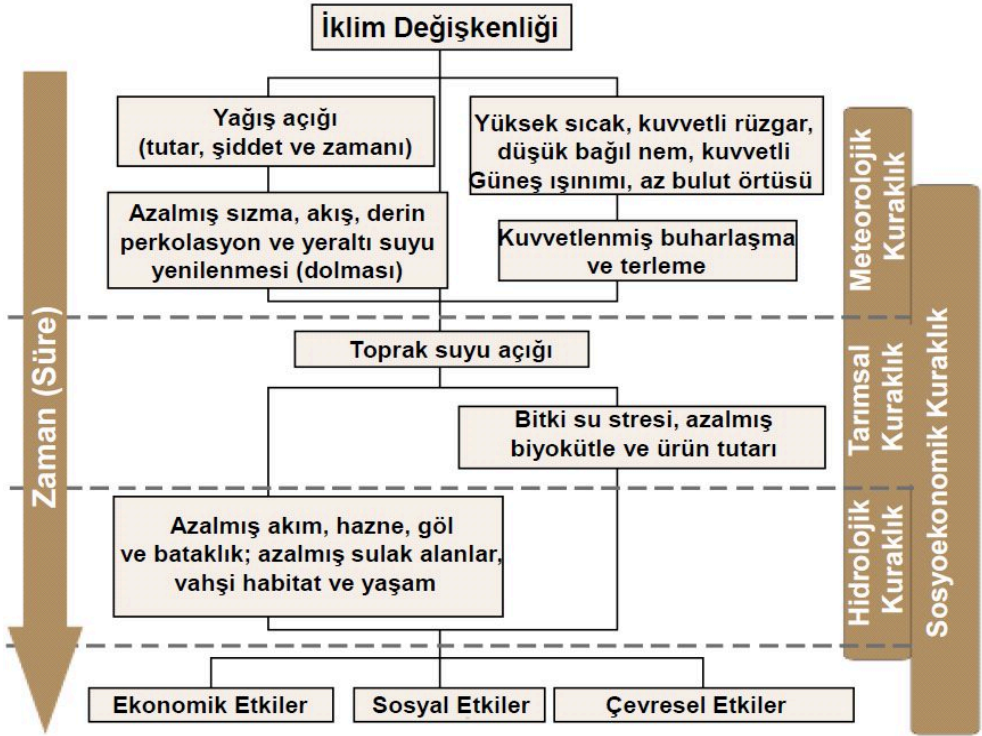 İklim Değişkenliği
Yağış açığı
(tutar, şiddet ve zamanı)
Yüksek sıcak, kuvvetli rüzgar,
düşük bağıl nem, kuvvetli
Güneş ışınımı, az bulut örtüsü
Azalmış sızma, akış, derin
perkolasyon ve yeraltı suyu
yenilenmesi (dolması)
Kuvvetlenmiş buharlaşma
ve terleme
Toprak suyu açığı
Bitki su stresi, azalmış
biyokütle ve ürün tutarı
Azalmış akım, hazne, göl
ve bataklık; azalmış sulak alanlar,
vahşi habitat ve yaşam
Ekonomik Etkiler
Sosyal Etkiler
Çevresel Etkiler
Zaman (Süre)
Meteorolojik
Kuraklık
Tarımsal
Kuraklık
Hidrolojik
Kuraklık
Sosyoekonomik Kuraklık